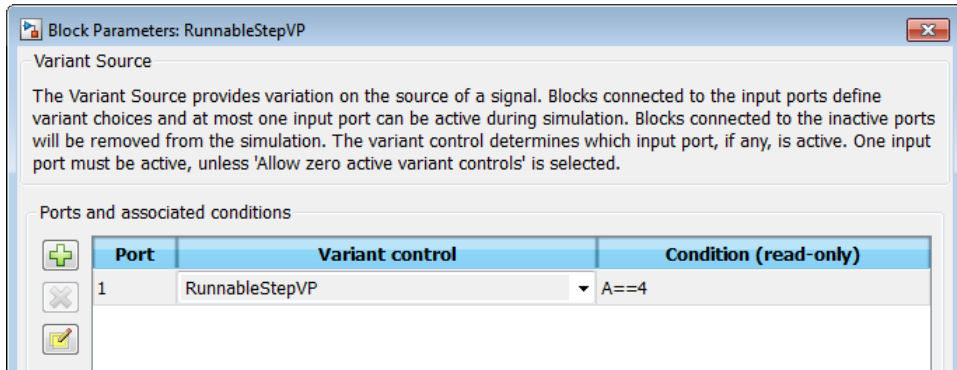 Block Parameters: RunnableStepVP
Variant Source
The Variant Source provides variation on the source of a signal. Blocks connected to the input ports define
variant choices and at most one input port can be active during simulation. Blocks connected to the inactive ports
will be removed from the simulation. The variant control determines which input port, if any, is active. One input
port must be active, unless 'Allow zero active variant controls' is selected.
Ports and associated conditions
Port Variant control Condition (read-only)
1 RunnableStepVP A==4